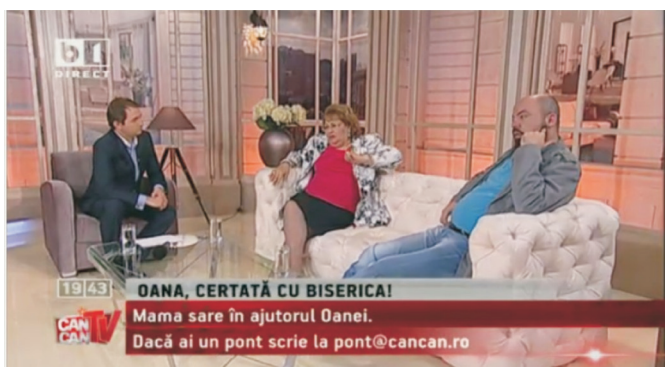 b1
DIRECT
19 43
OANA, CERTATĂ CU BISERICA!
CAN CAN TV
Mama sare în ajutorul Oanei.
Dacă ai un pont scrie la pont@cancan.ro